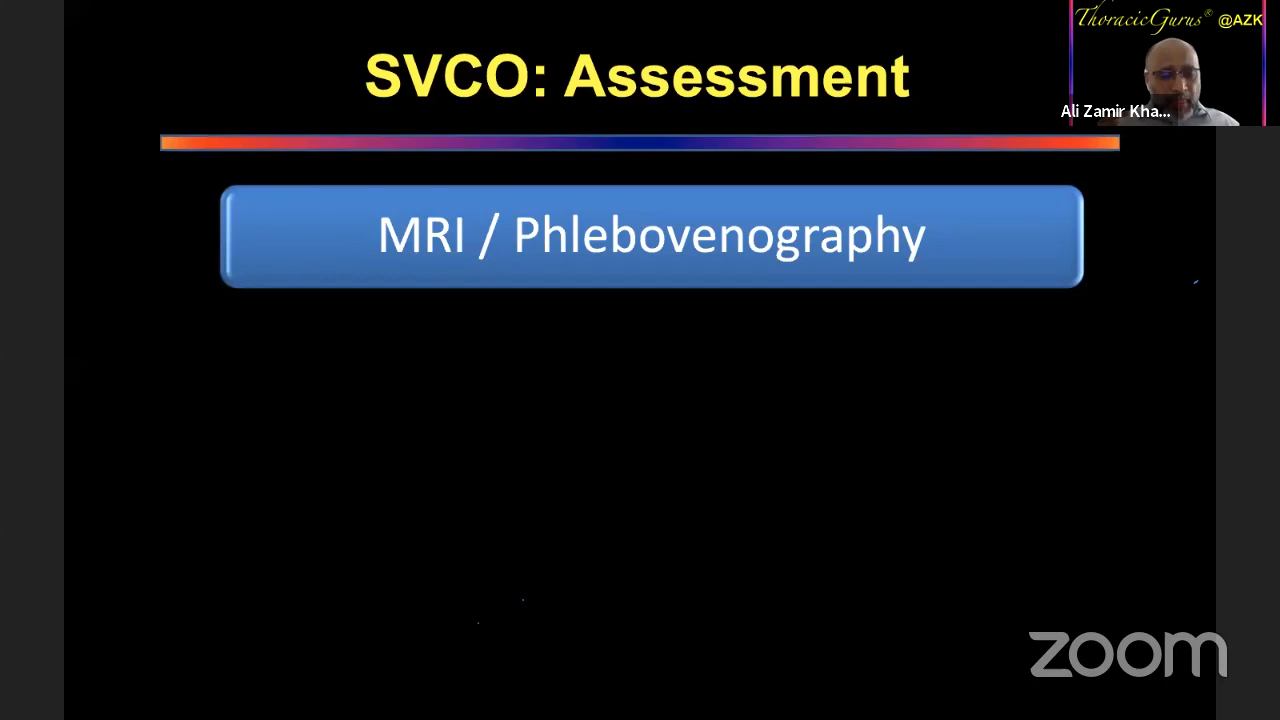 ThoracicGurus® @AZK
SVCO: Assessment
Ali Zamir Kha...
MRI / Phlebovenography
zoom